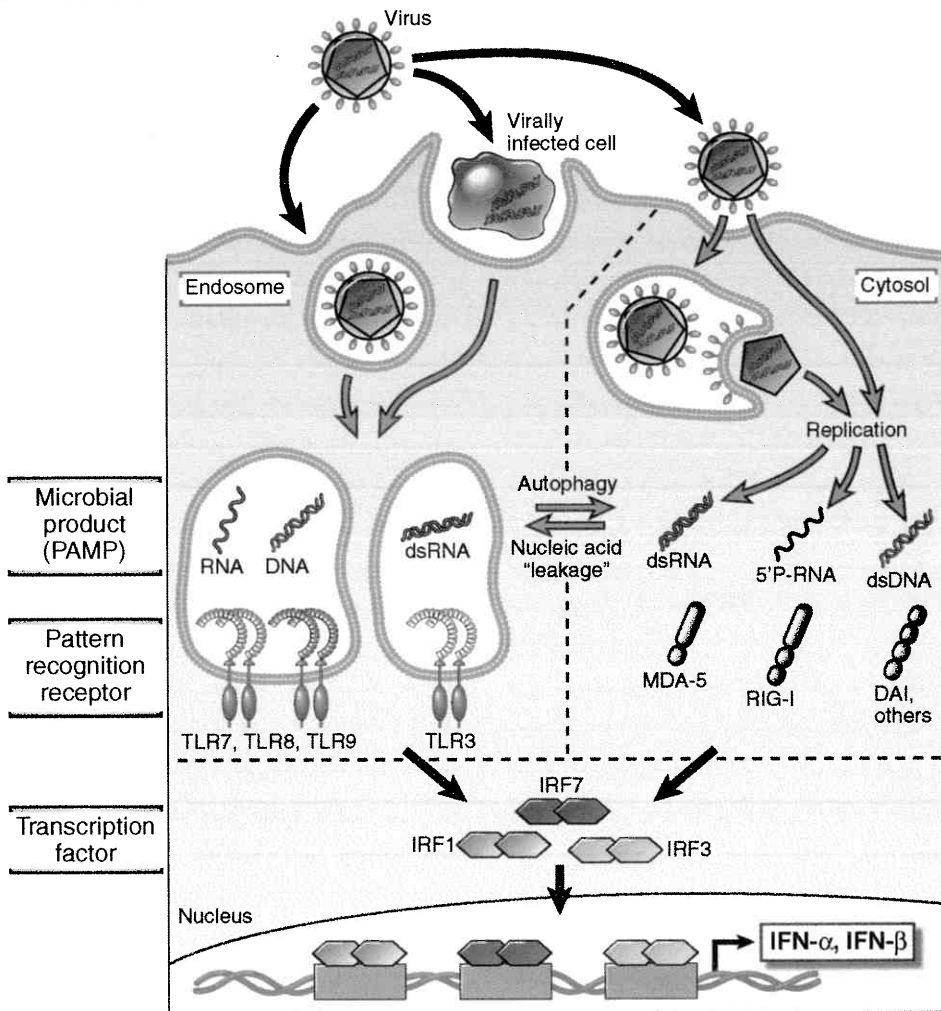 Virus
Virally
infected cell
Endosome
Cytosol
Replication
Microbial
product
(PAMP)
RNA
DNA
dsRNA
Autophagy
Nucleic acid
"leakage"
dsRNA
5'P-RNA
dsDNA
Pattern
recognition
receptor
MDA-5
RIG-I
DAI,
others
TLR7, TLR8, TLR9
TLR3
Transcription
factor
IRF7
IRF1
IRF3
Nucleus
IFN-α, IFN-β